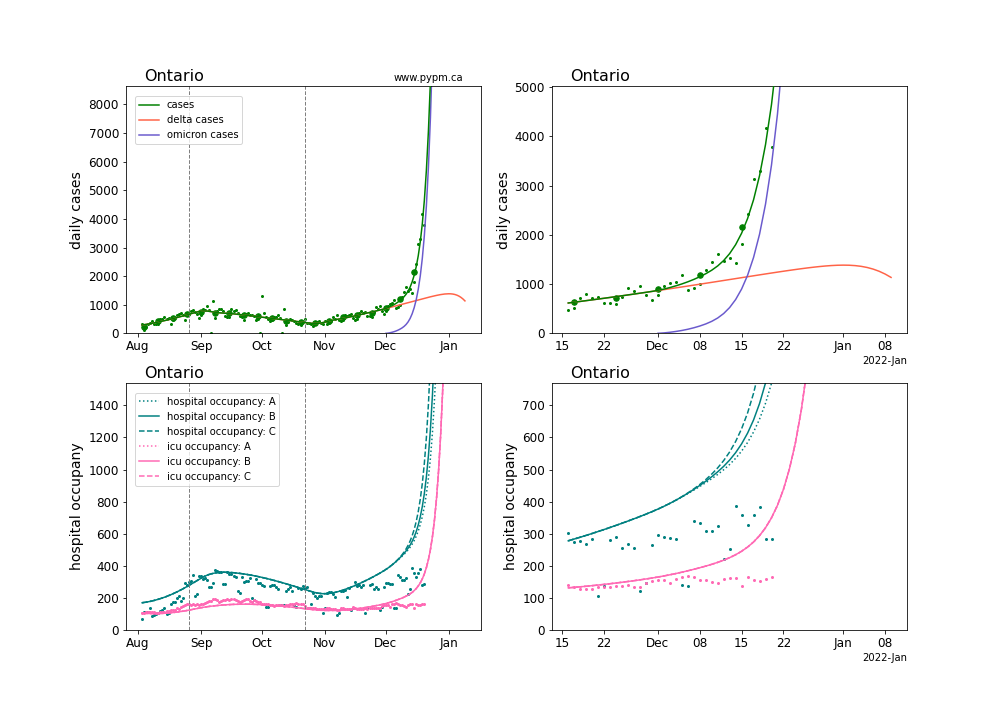 Ontario
www.pypm.ca
daily cases
8000
7000
6000
5000
4000
3000
2000
1000
0
cases
delta cases
omicron cases
Aug Sep Oct Nov Dec Jan
Ontario
daily cases
5000
4000
3000
2000
1000
0
15 22 Dec 08 15 22 Jan 08
2022-Jan
Ontario
hospital occupany
1400
1200
1000
800
600
400
200
0
hospital occupancy: A
hospital occupancy: B
hospital occupancy: C
icu occupancy: A
icu occupancy: B
icu occupancy: C
Aug Sep Oct Nov Dec Jan
Ontario
hospital occupany
700
600
500
400
300
200
100
0
15 22 Dec 08 15 22 Jan 08
2022-Jan